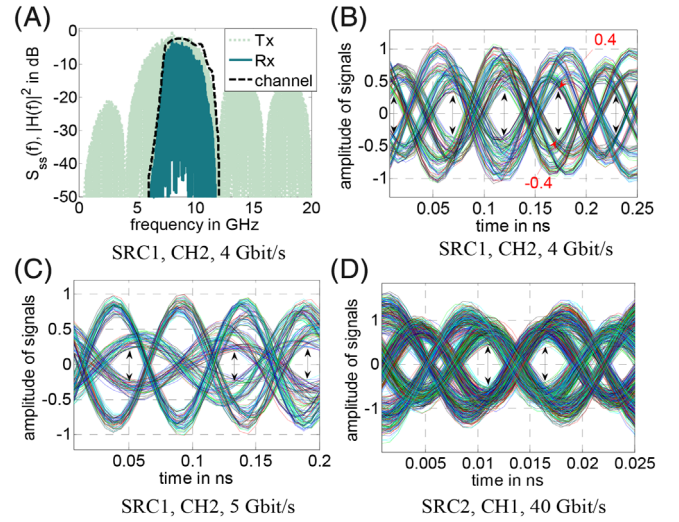 (A)
S_ss(f), |H(f)|² in dB
0
-10
-20
-30
-40
-50
0
5
10
15
20
frequency in GHz
Tx
Rx
channel
SRC1, CH2, 4 Gbit/s
(B)
amplitude of signals
1
0.5
0
-0.5
-1
0.4
-0.4
0.05
0.1
0.15
0.2
0.25
time in ns
SRC1, CH2, 4 Gbit/s
(C)
amplitude of signals
1
0.5
0
-0.5
-1
0.05
0.1
0.15
0.2
time in ns
SRC1, CH2, 5 Gbit/s
(D)
amplitude of signals
1
0
-1
0.005
0.01
0.015
0.02
0.025
time in ns
SRC2, CH1, 40 Gbit/s